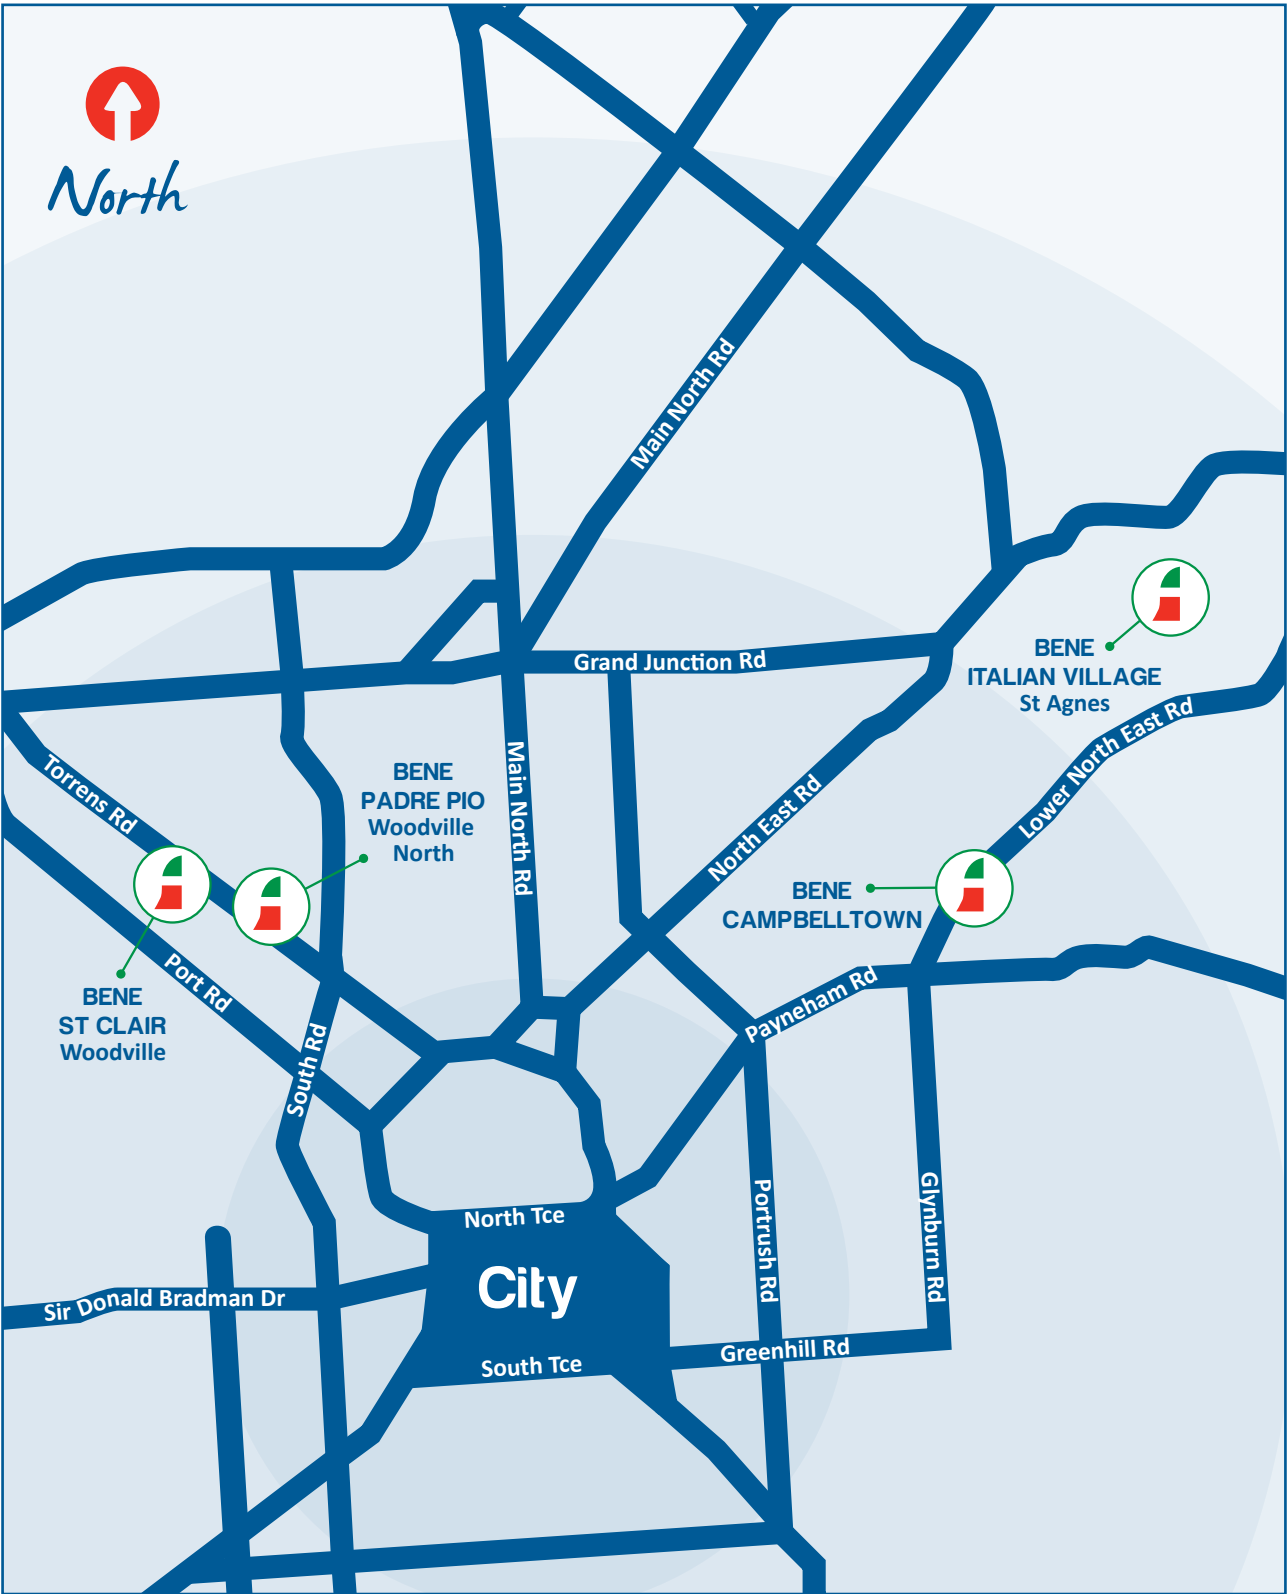 North
Main North Rd
Grand Junction Rd
BENE
ITALIAN VILLAGE
St Agnes
Lower North East Rd
Torrens Rd
BENE
PADRE PIO
Woodville
North
Main North Rd
North East Rd
BENE
CAMPBELLTOWN
Port Rd
BENE
ST CLAIR
Woodville
South Rd
Payneham Rd
North Tce
Portrush Rd
Glynburn Rd
City
Sir Donald Bradman Dr
South Tce
Greenhill Rd